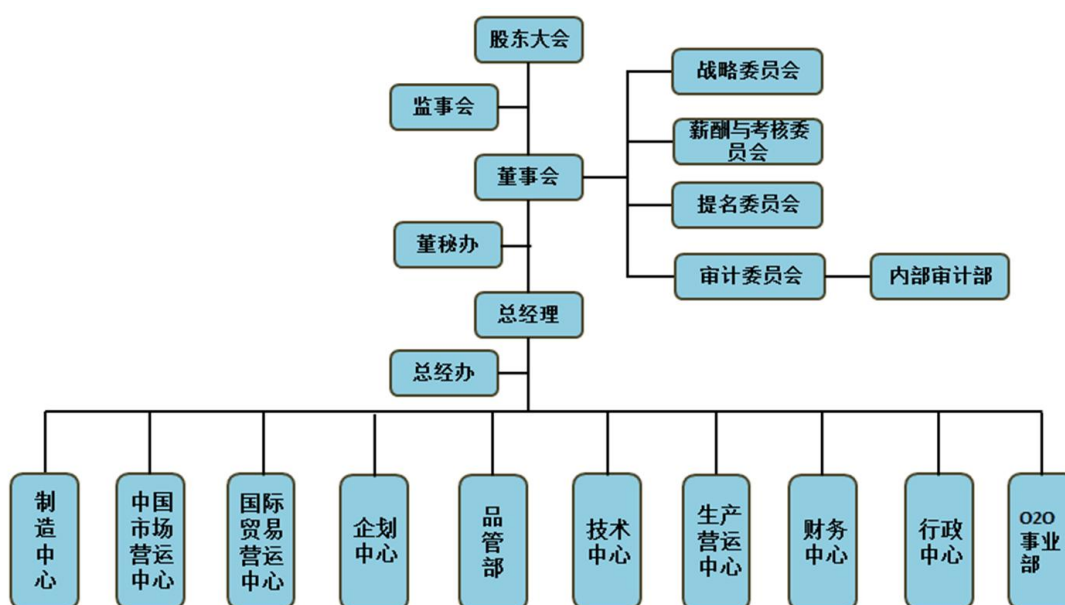 股东大会
战略委员会
监事会
薪酬与考核委
员会
董事会
提名委员会
董秘办
审计委员会
内部审计部
总经理
总经办
制
造
中
心
中国
市场
营运
中心
国际
贸易
营运
中心
企划
中心
品
管
部
技术
中心
生产
营运
中心
财务
中心
行政
中心
O2O
事业
部